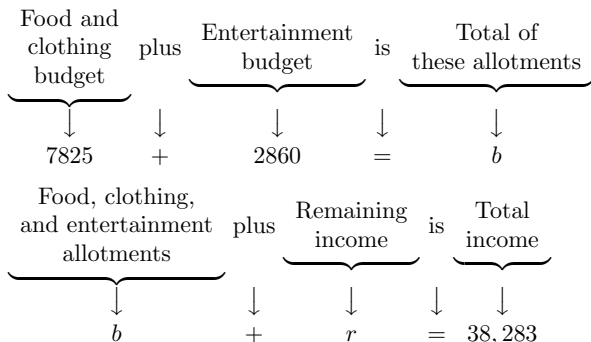 Food and clothing budget plus Entertainment budget is Total of these allotments
7825 + 2860 = b
Food, clothing, and entertainment allotments plus Remaining income is Total income
b + r = 38, 283